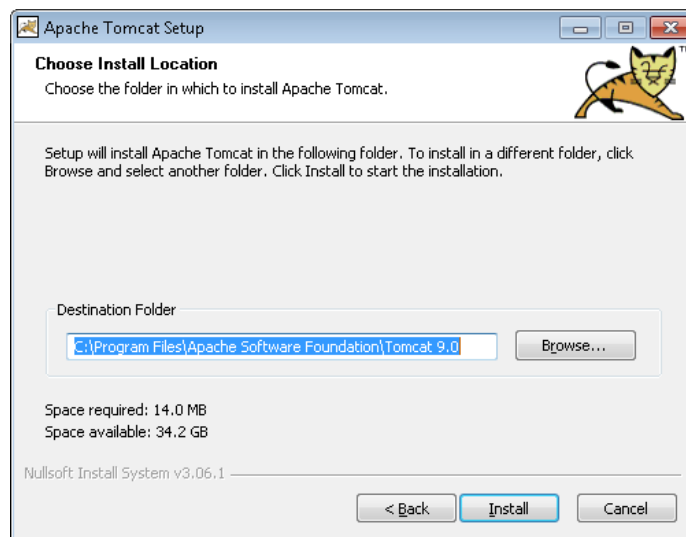 Apache Tomcat Setup
Choose Install Location
Choose the folder in which to install Apache Tomcat.
TM
Setup will install Apache Tomcat in the following folder. To install in a different folder, click
Browse and select another folder. Click Install to start the installation.
Destination Folder
C:\Program Files\Apache Software Foundation\Tomcat 9.0
Browse...
Space required: 14.0 MB
Space available: 34.2 GB
Nullsoft Install System v3.06.1
< Back
Install
Cancel